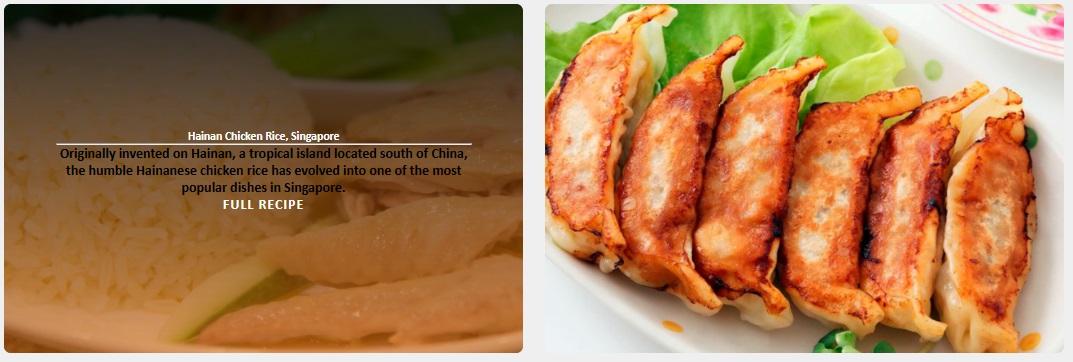 Hainan Chicken Rice, Singapore
Originally invented on Hainan, a tropical island located south of China,
the humble Hainanese chicken rice has evolved into one of the most
popular dishes in Singapore.
FULL RECIPE